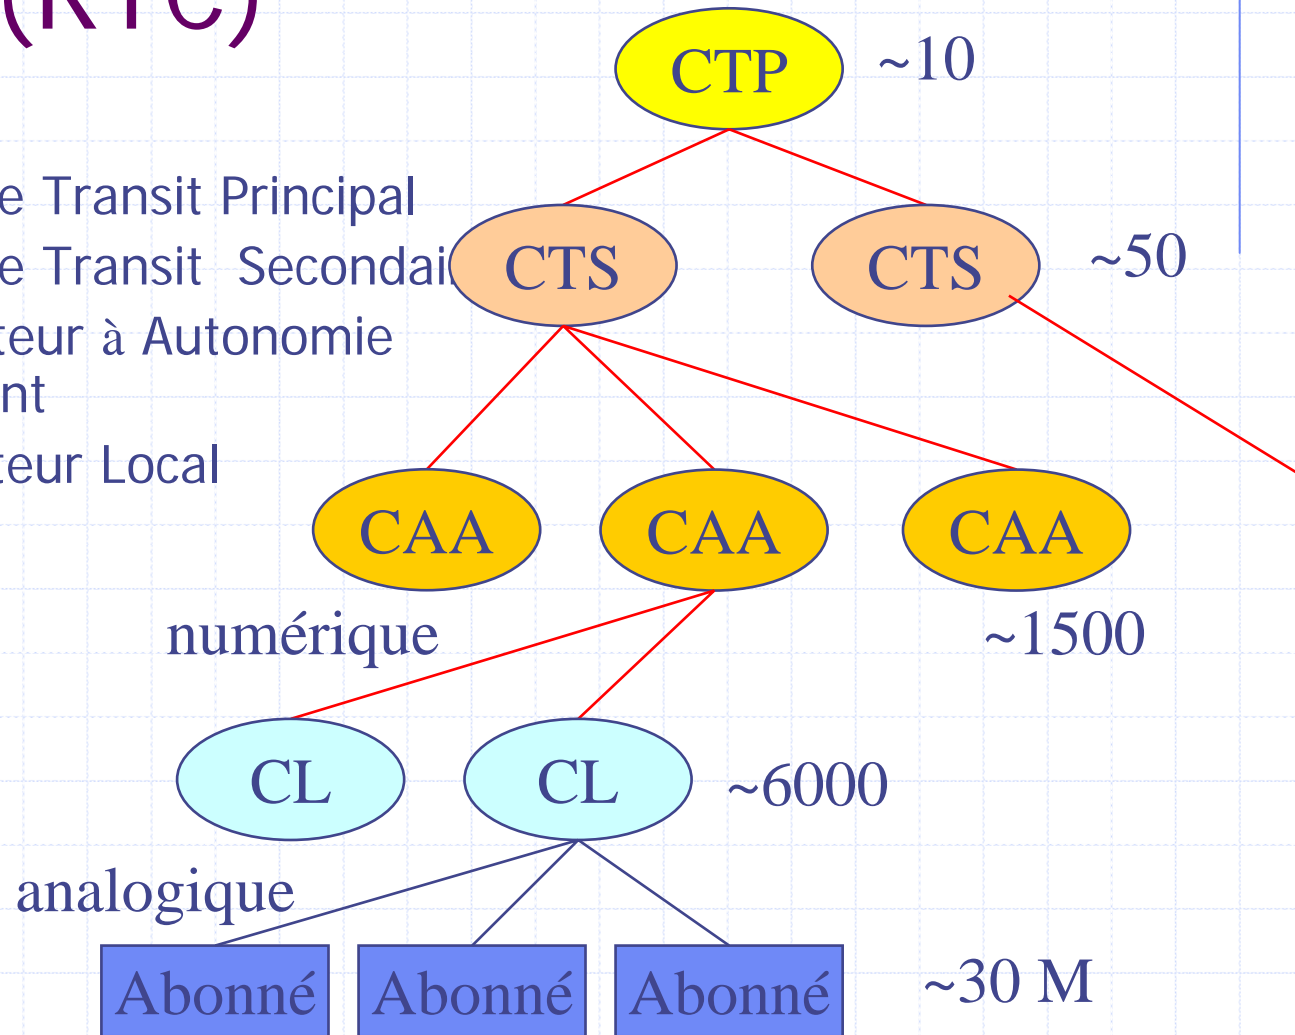 (RTC)
CTP ~10
e Transit Principal
e Transit Secondai
CTS CTS ~50
teur à Autonomie
nt
teur Local
CAA CAA CAA
numérique ~1500
CL CL ~6000
analogique
Abonné Abonné Abonné ~30 M